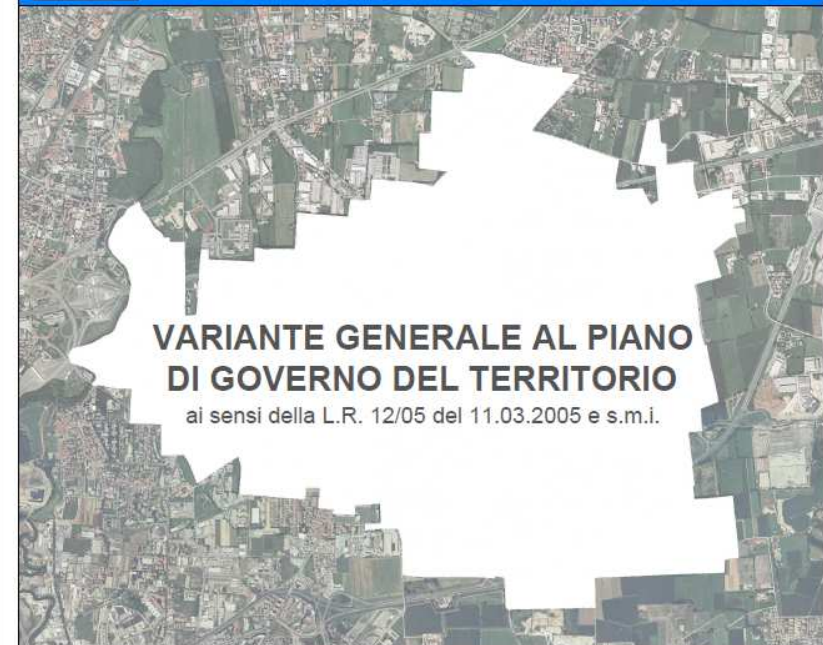 VARIANTE GENERALE AL PIANO
DI GOVERNO DEL TERRITORIO
ai sensi della L.R. 12/05 del 11.03.2005 e s.m.i.